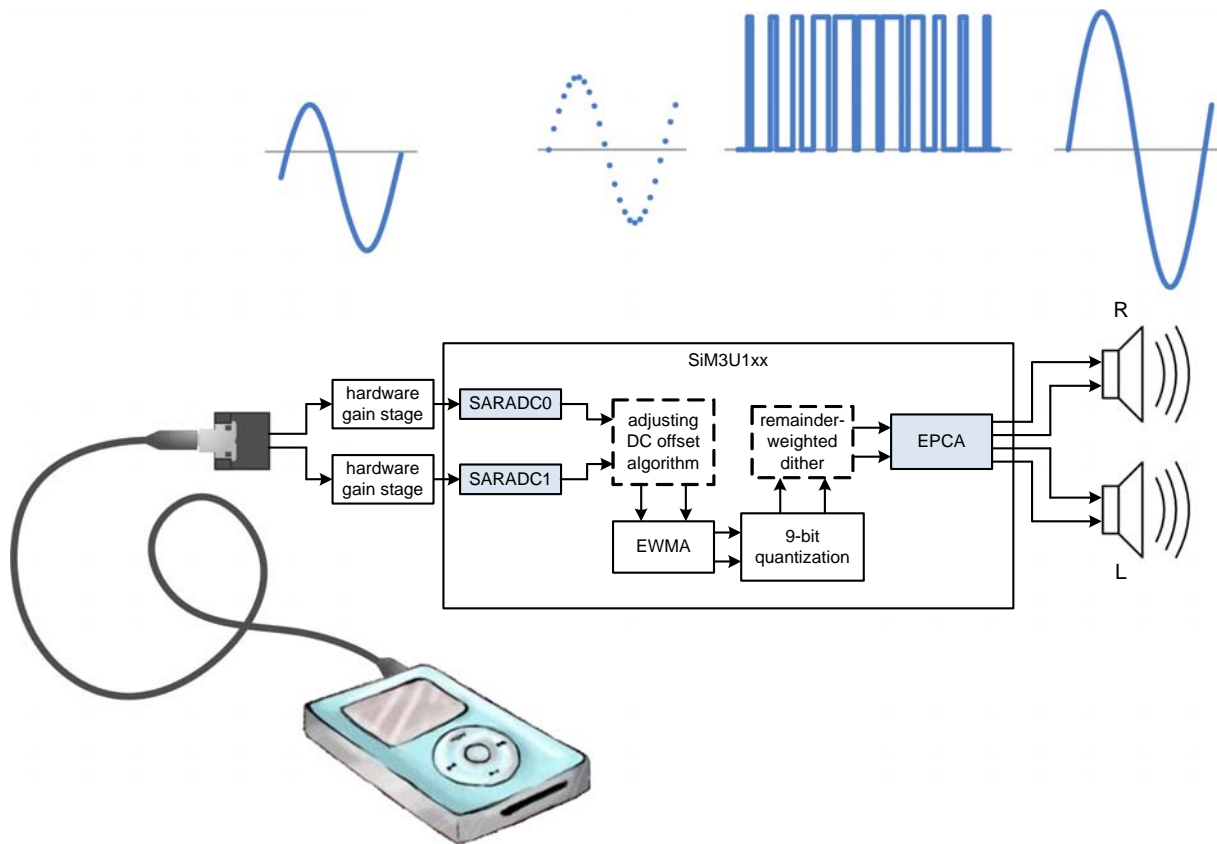 R
SiM3U1xx
hardware
gain stage
SARADC0
adjusting
DC offset
algorithm
remainder-
weighted
dither
EPCA
hardware
gain stage
SARADC1
EWMA
9-bit
quantization
L